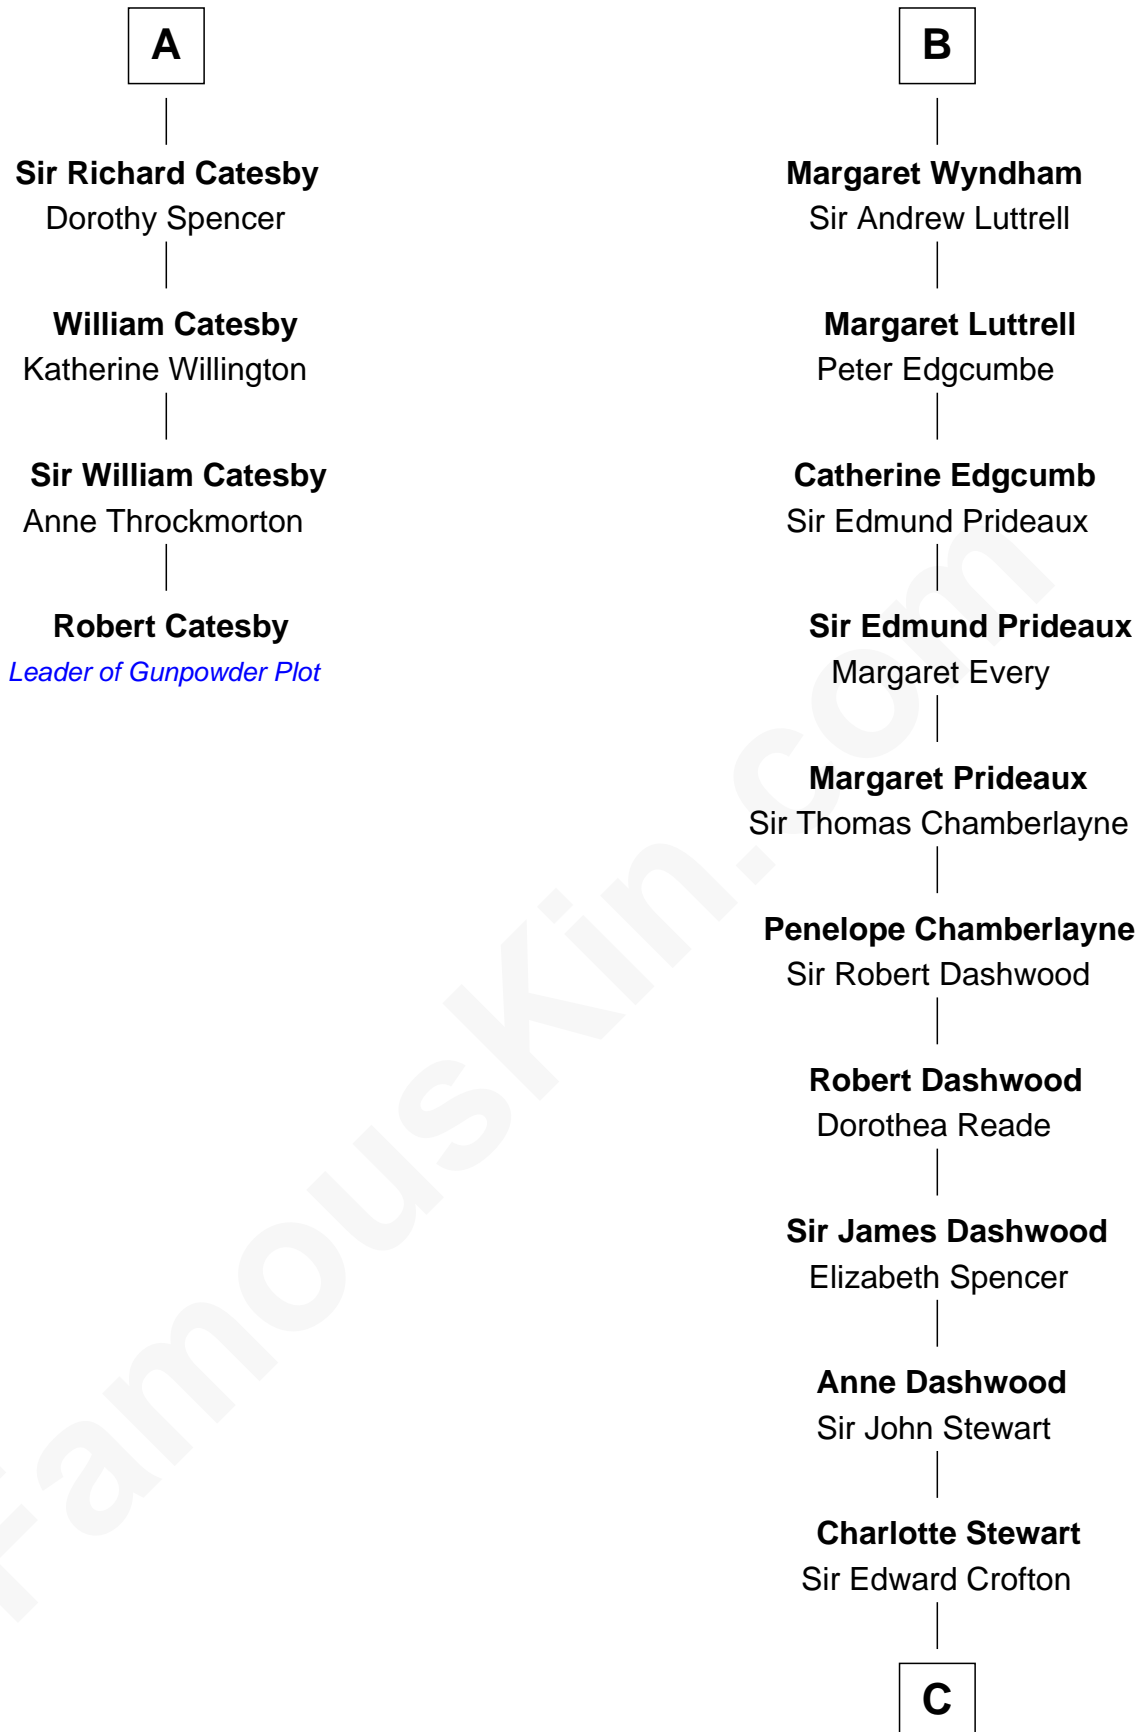 A
Sir Richard Catesby
Dorothy Spencer
William Catesby
Katherine Willington
Sir William Catesby
Anne Throckmorton
Robert Catesby
Leader of Gunpowder Plot
B
Margaret Wyndham
Sir Andrew Luttrell
Margaret Luttrell
Peter Edgcumbe
Catherine Edgcumb
Sir Edmund Prideaux
Sir Edmund Prideaux
Margaret Every
Margaret Prideaux
Sir Thomas Chamberlayne
Penelope Chamberlayne
Sir Robert Dashwood
Robert Dashwood
Dorothea Reade
Sir James Dashwood
Elizabeth Spencer
Anne Dashwood
Sir John Stewart
Charlotte Stewart
Sir Edward Crofton
C
FamousKin.com